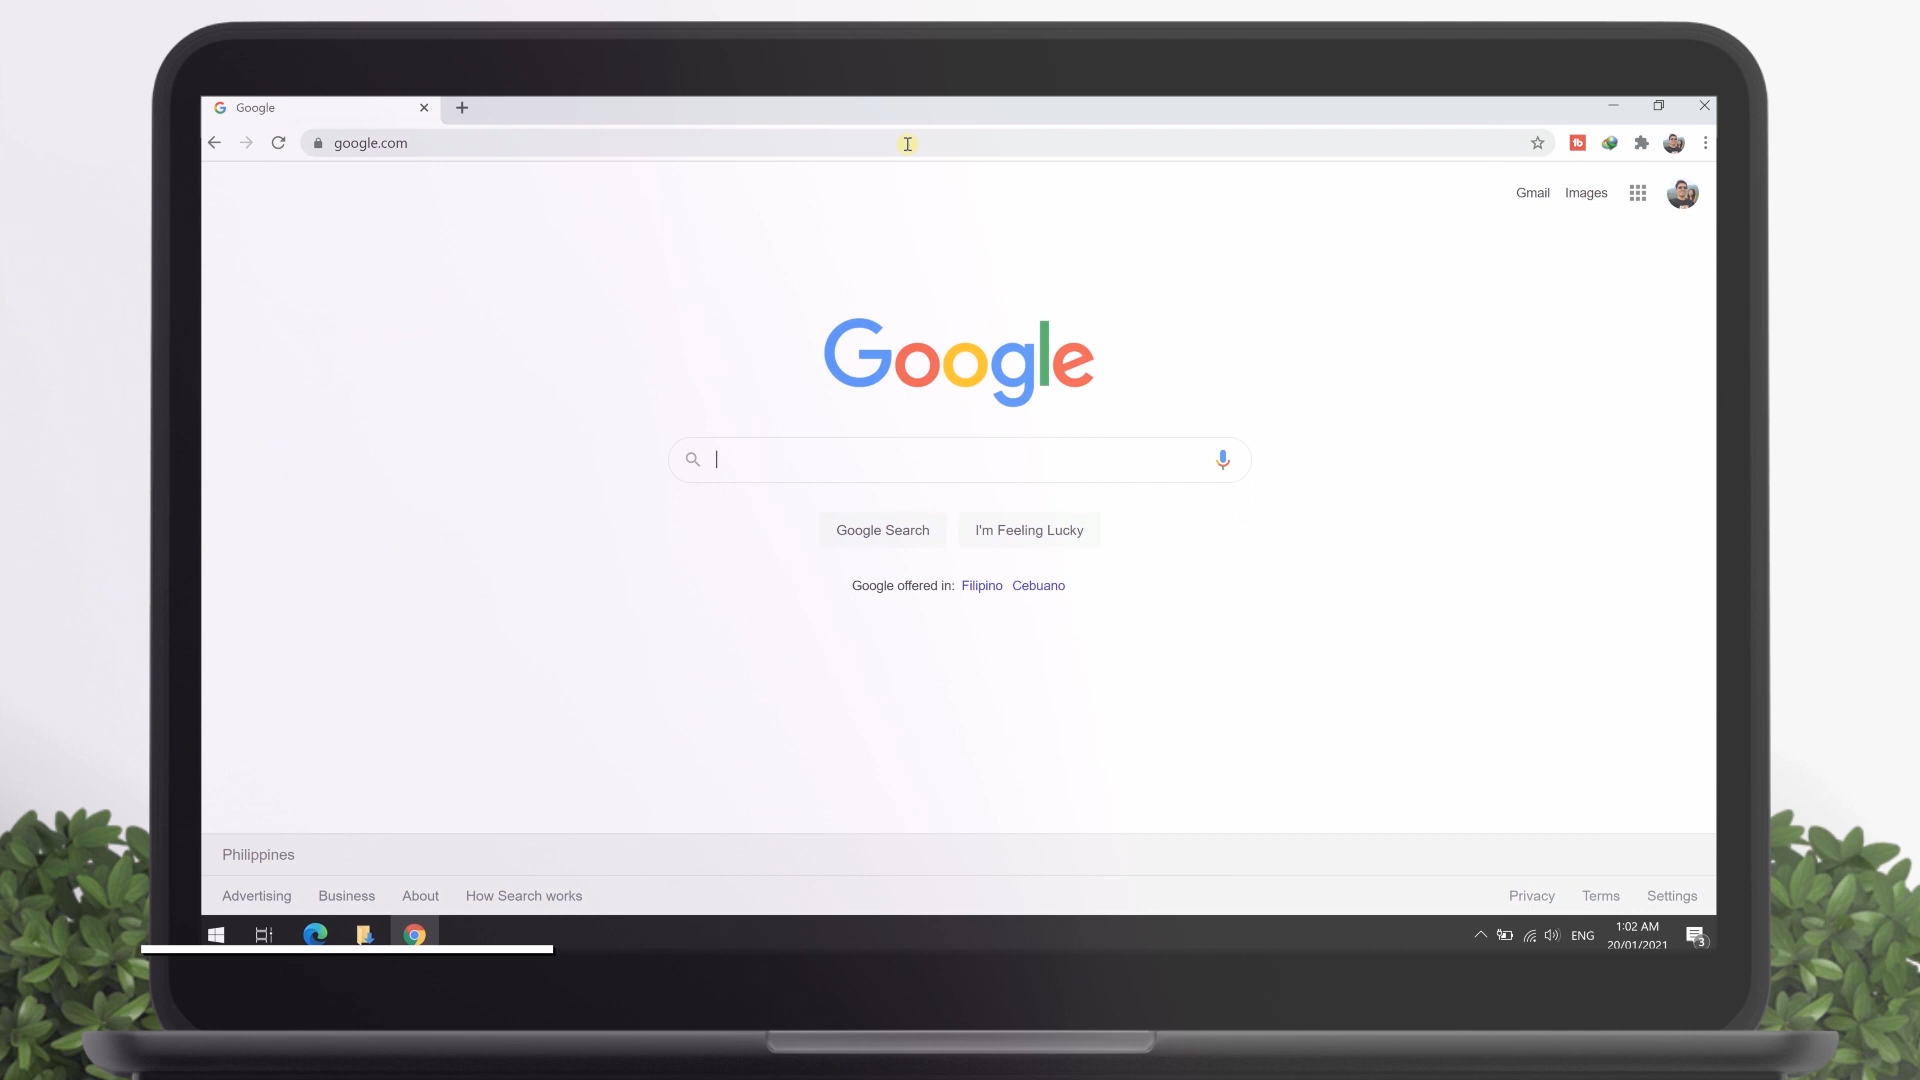 Google
google.com
Gmail Images
Google
Google Search I'm Feeling Lucky
Google offered in: Filipino Cebuano
Philippines
Advertising Business About How Search works
Privacy Terms Settings
ENG
1:02 AM
20/01/2021
3